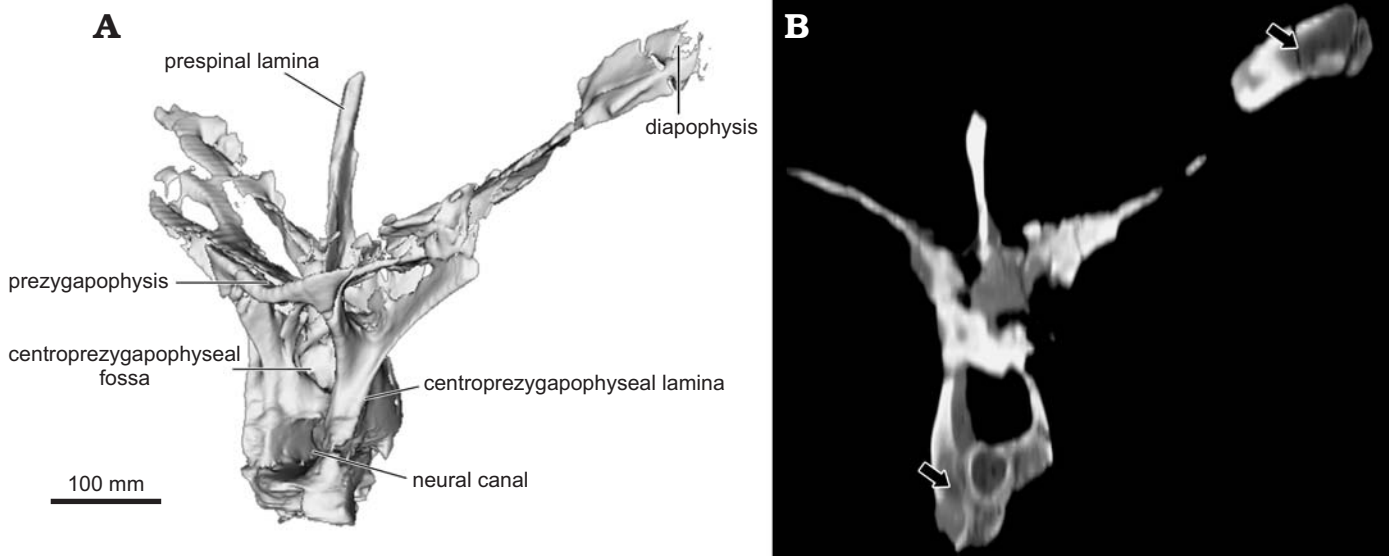 A
B
prespinal lamina
diapophysis
prezygapophysis
centroprezygapophyseal
fossa
centroprezygapophyseal lamina
neural canal
100 mm